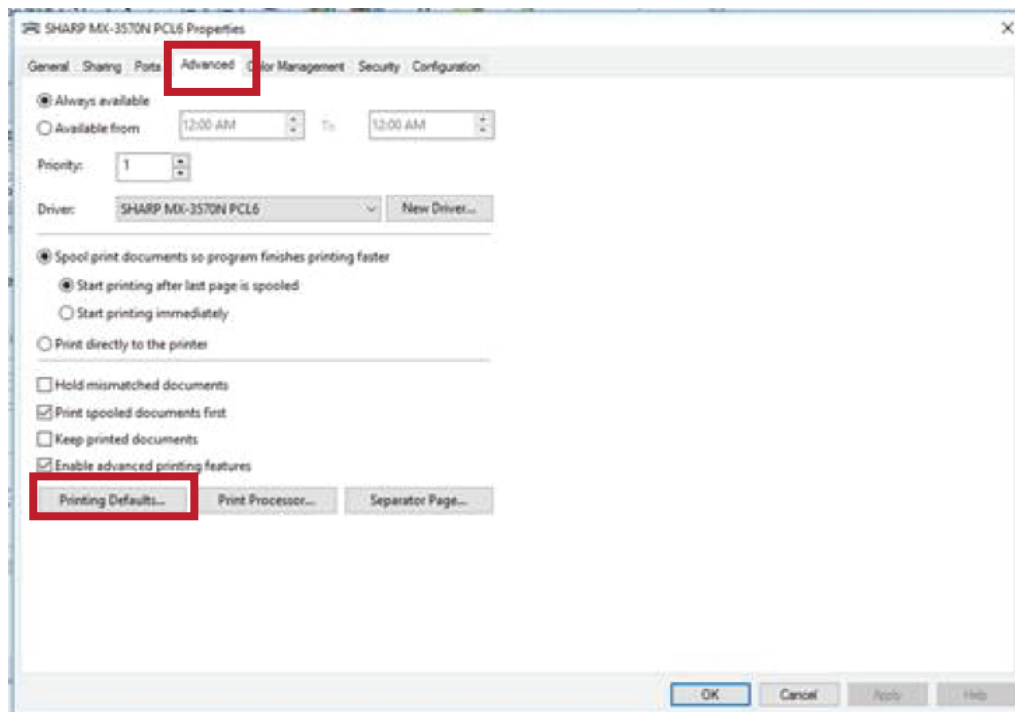 SHARP MX-3570N PCL6 Properties
General Sharing Ports Advanced Color Management Security Configuration
Always available
Available from 12:00 AM To 12:00 AM
Priority: 1
Driver: SHARP MX-3570N PCL6 New Driver...
Spool print documents so program finishes printing faster
Start printing after last page is spooled
Start printing immediately
Print directly to the printer
Hold mismatched documents
Print spooled documents first
Keep printed documents
Enable advanced printing features
Printing Defaults... Print Processor... Separator Page...
OK Cancel Apply Help